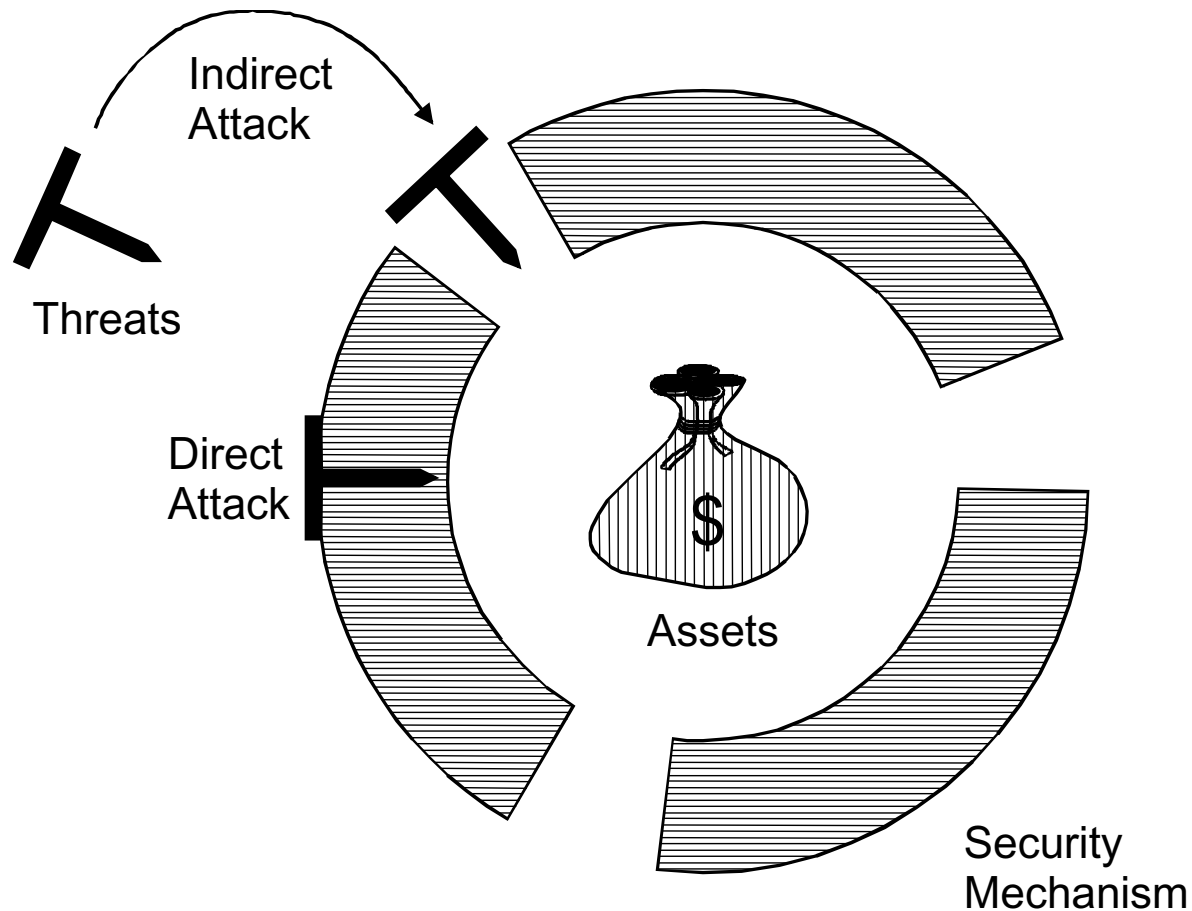 Indirect
Attack
Threats
Direct
Attack
$
Assets
Security
Mechanism